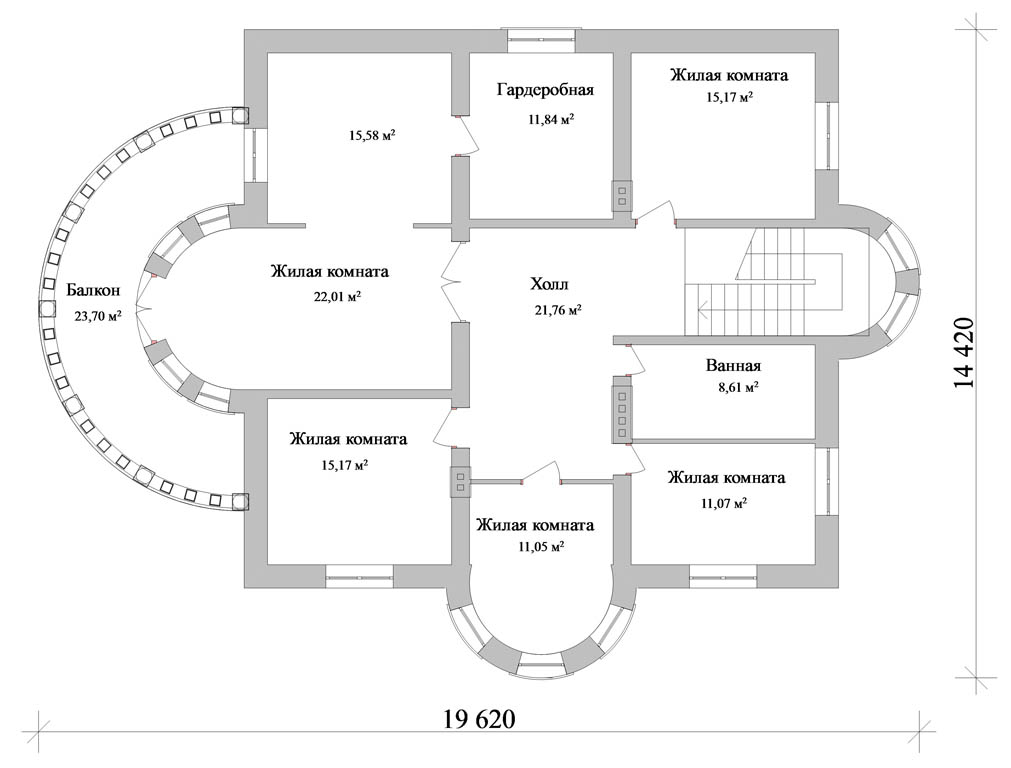 Гардеробная
11,84 м²
Жилая комната
15,17 м²
15,58 м²
Жилая комната
22,01 м²
Холл
21,76 м²
Балкон
23,70 м²
Ванная
8,61 м²
Жилая комната
15,17 м²
Жилая комната
11,07 м²
Жилая комната
11,05 м²
14 420
19 620